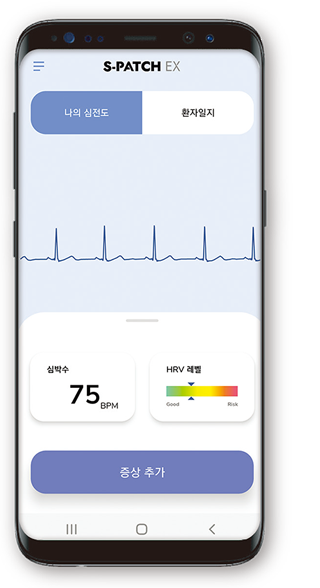 S-PATCH EX
나의 심전도
환자일지
심박수
75 BPM
HRV 레벨
Good
Risk
증상 추가